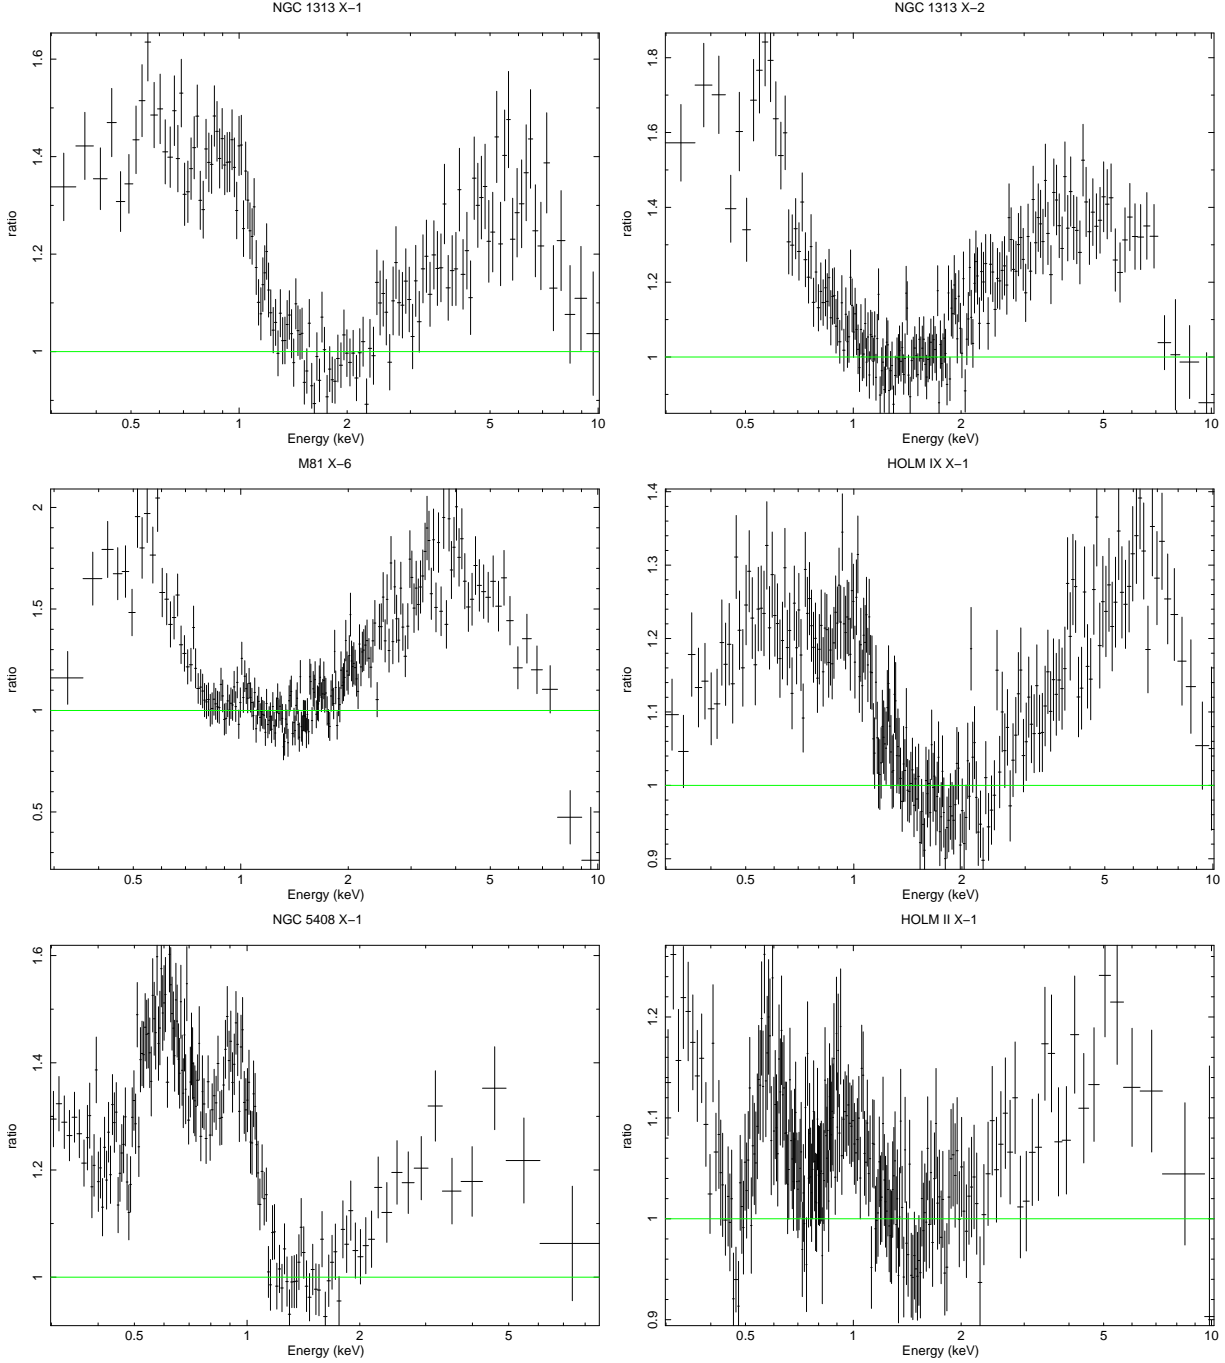 NGC 1313 X−1
ratio
1 1.2 1.4 1.6
0.5 1 2 5 10
Energy (keV)
NGC 1313 X−2
ratio
1 1.2 1.4 1.6 1.8
0.5 1 2 5 10
Energy (keV)
M81 X−6
ratio
0.5 1 1.5 2
0.5 1 2 5 10
Energy (keV)
HOLM IX X−1
ratio
0.9 1 1.1 1.2 1.3 1.4
0.5 1 2 5 10
Energy (keV)
NGC 5408 X−1
ratio
1 1.2 1.4 1.6
0.5 1 2 5
Energy (keV)
HOLM II X−1
ratio
0.9 1 1.1 1.2
0.5 1 2 5 10
Energy (keV)